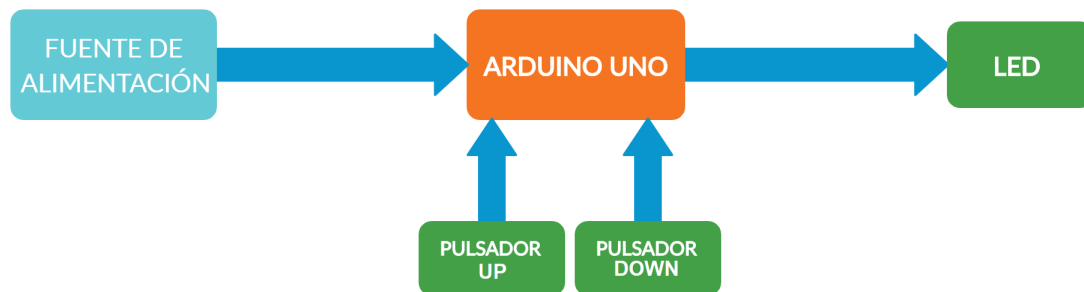 FUENTE DE
ALIMENTACIÓN
ARDUINO UNO
LED
PULSADOR
UP
PULSADOR
DOWN